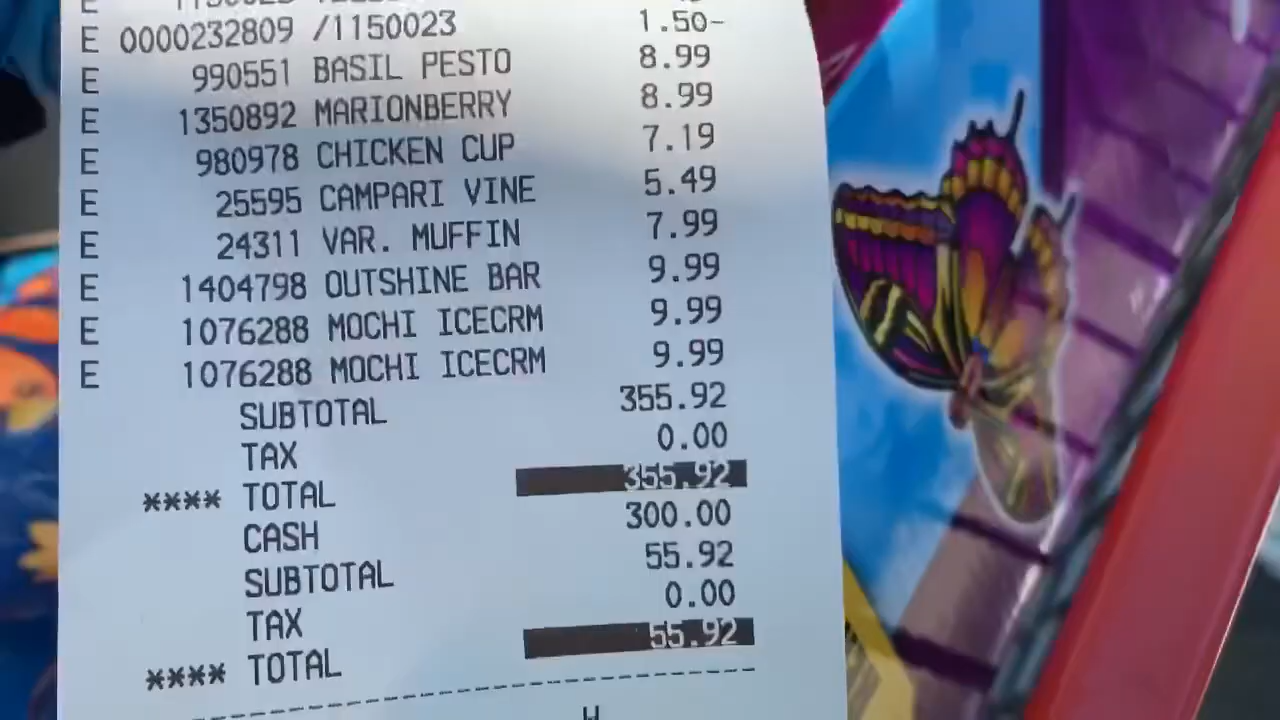 E 0000232809 /1150023 1.50-
E 990551 BASIL PESTO 8.99
E 1350892 MARIONBERRY 8.99
E 980978 CHICKEN CUP 7.19
E 25595 CAMPARI VINE 5.49
E 24311 VAR. MUFFIN 7.99
E 1404798 OUTSHINE BAR 9.99
E 1076288 MOCHI ICECRM 9.99
E 1076288 MOCHI ICECRM 9.99
SUBTOTAL 355.92
TAX 0.00
**** TOTAL 355.92
CASH 300.00
SUBTOTAL 55.92
TAX 0.00
**** TOTAL 55.92